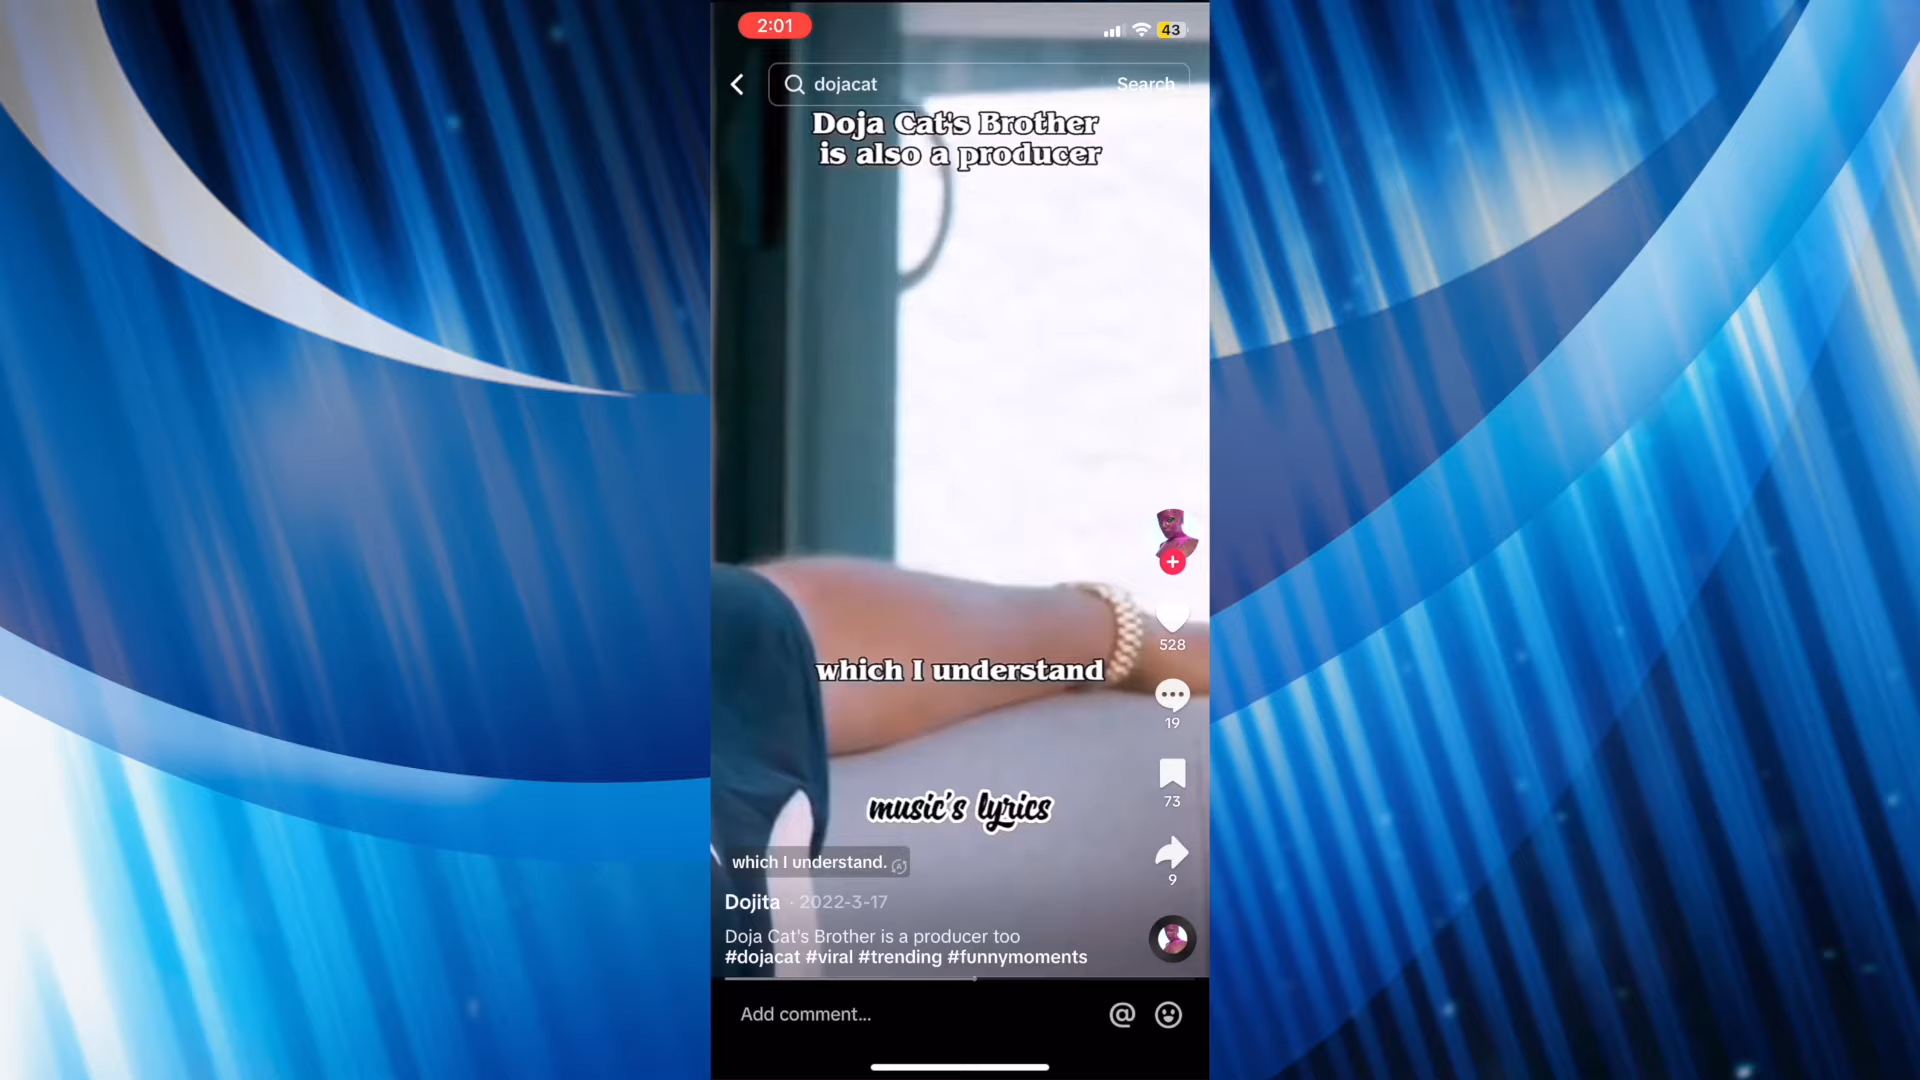 2:01
43
dojacat
Search
Doja Cat's Brother
is also a producer
528
which I understand
19
73
music's lyrics
which I understand.
9
Dojita · 2022-3-17
Doja Cat's Brother is a producer too
#dojacat #viral #trending #funnymoments
Add comment...
@